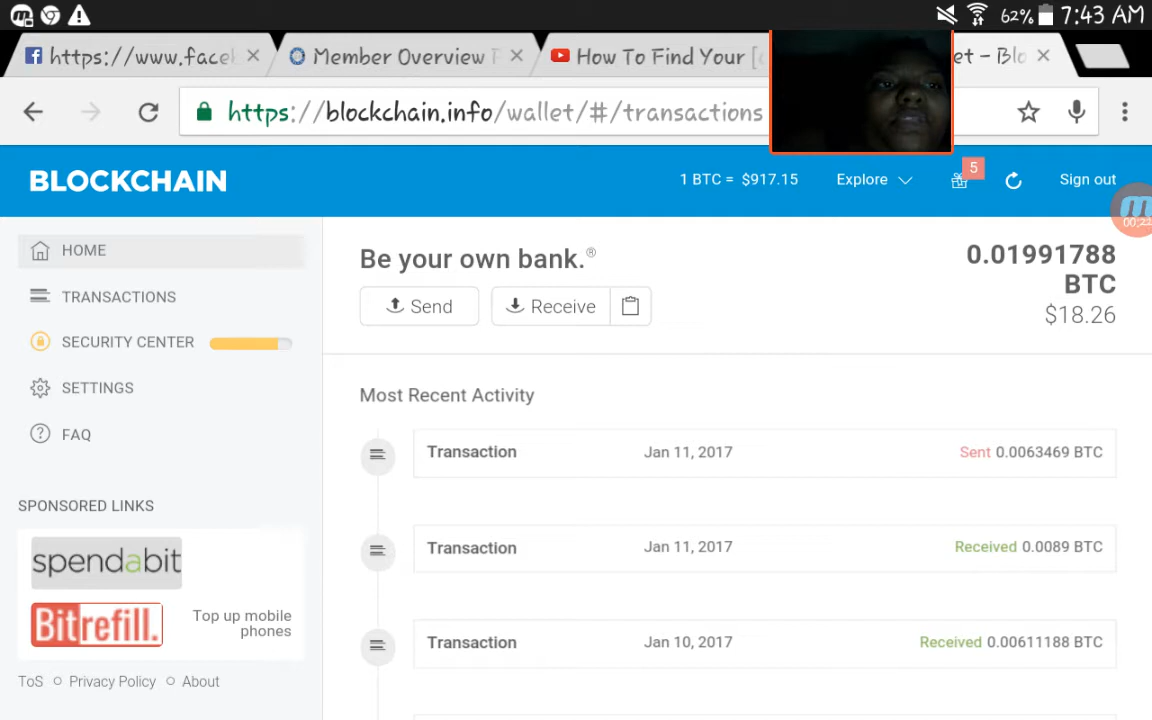 62% 7:43 AM
https://www.facel
Member Overview P
How To Find Your [
et – Blo
https://blockchain.info/wallet/#/transactions
BLOCKCHAIN
1 BTC = $917.15
Explore
5
Sign out
00:22
HOME
TRANSACTIONS
SECURITY CENTER
SETTINGS
FAQ
SPONSORED LINKS
spendabit
Bitrefill.
Top up mobile
phones
ToS Privacy Policy About
Be your own bank.®
Send
Receive
0.01991788
BTC
$18.26
Most Recent Activity
Transaction Jan 11, 2017 Sent 0.0063469 BTC
Transaction Jan 11, 2017 Received 0.0089 BTC
Transaction Jan 10, 2017 Received 0.00611188 BTC